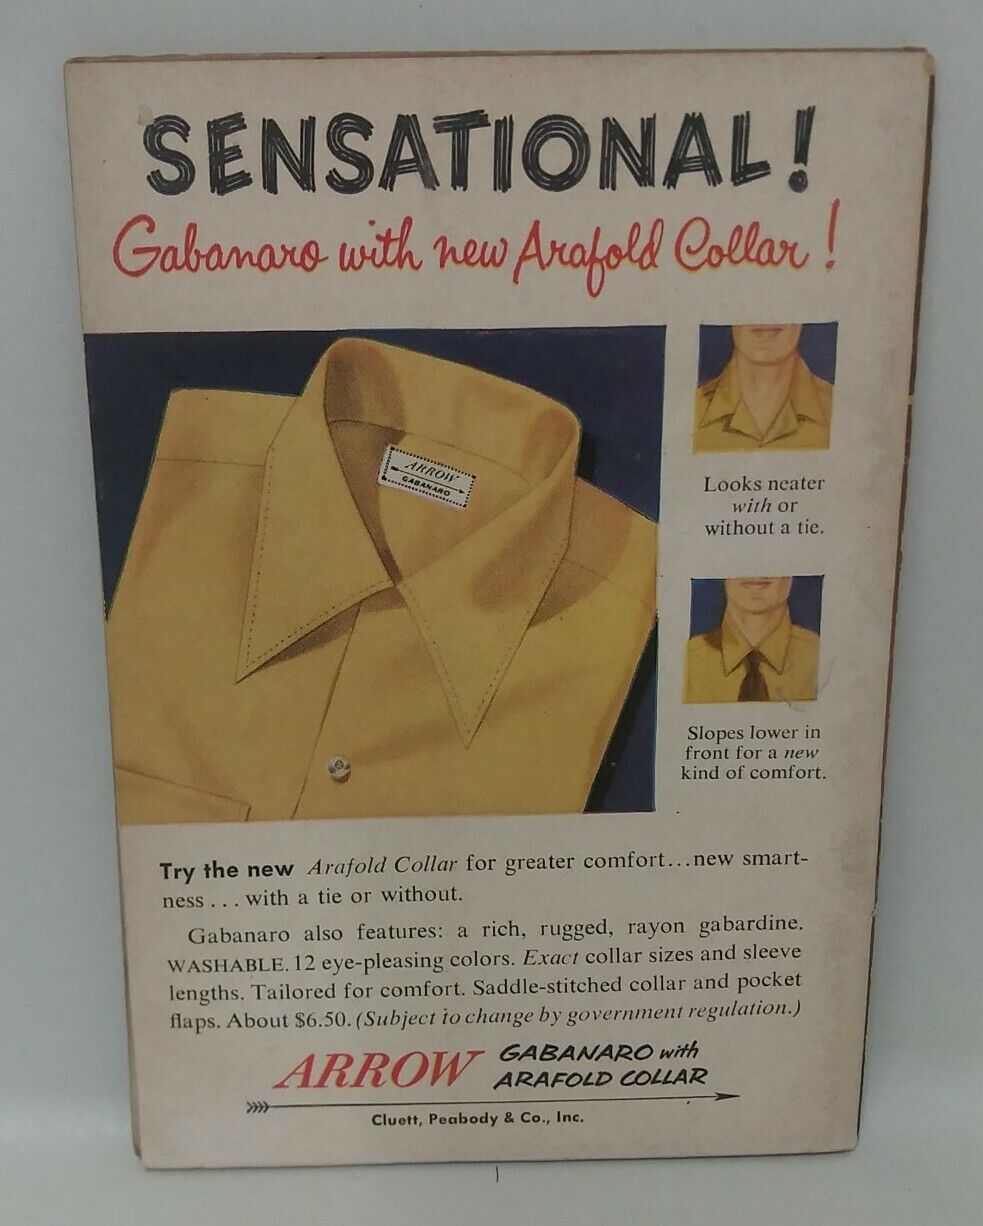 SENSATIONAL!
Gabanaro with new Arafold Collar!
ARROW
GABANARO
Looks neater
with or
without a tie.
Slopes lower in
front for a new
kind of comfort.
Try the new Arafold Collar for greater comfort...new smart-
ness ... with a tie or without.
Gabanaro also features: a rich, rugged, rayon gabardine.
WASHABLE. 12 eye-pleasing colors. Exact collar sizes and sleeve
lengths. Tailored for comfort. Saddle-stitched collar and pocket
flaps. About $6.50. (Subject to change by government regulation.)
ARROW GABANARO with
ARAFOLD COLLAR
Cluett, Peabody & Co., Inc.